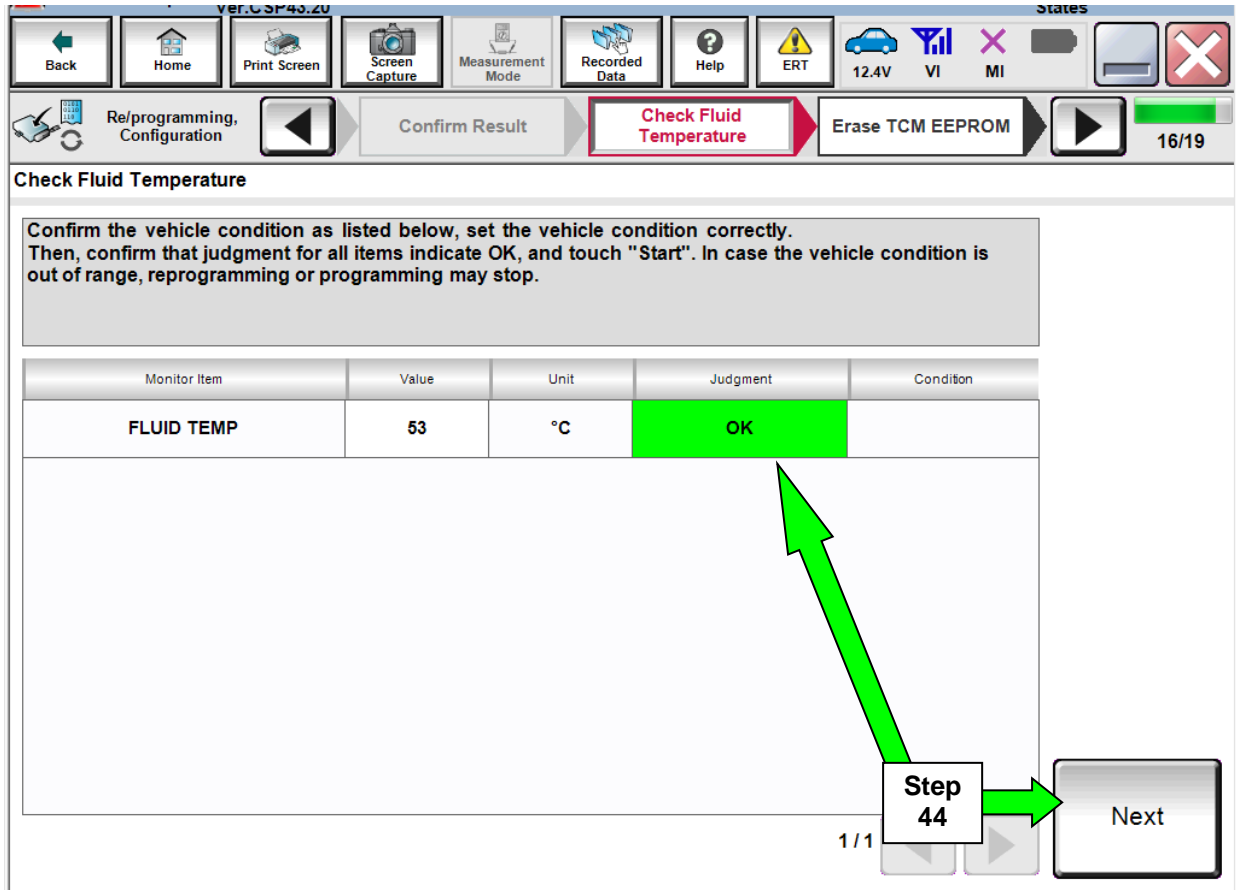 Ver.CSP43.20 States
Back
Home
Print Screen
Screen
Capture
Measurement
Mode
Recorded
Data
Help
ERT
12.4V
VI
MI
Re/programming,
Configuration
Confirm Result
Check Fluid
Temperature
Erase TCM EEPROM
16/19
Check Fluid Temperature
Confirm the vehicle condition as listed below, set the vehicle condition correctly.
Then, confirm that judgment for all items indicate OK, and touch "Start". In case the vehicle condition is
out of range, reprogramming or programming may stop.
Monitor Item Value Unit Judgment Condition
FLUID TEMP 53 °C OK
Step
44
Next
1/1